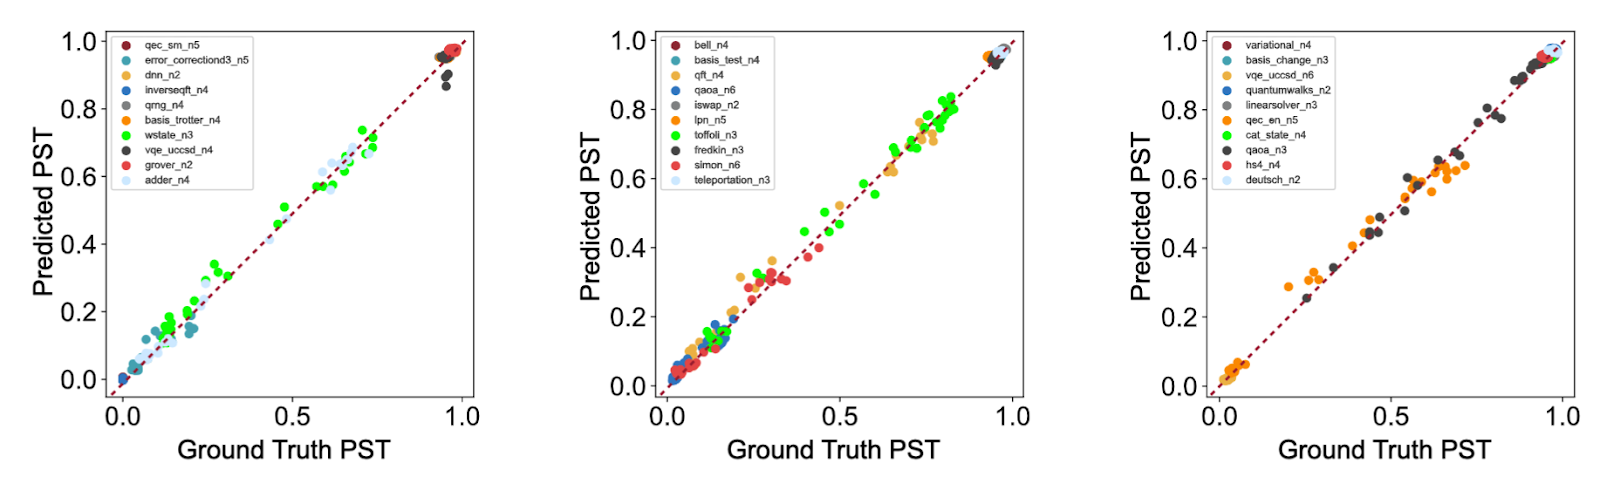 1.0
0.8
0.6
0.4
0.2
0.0
Predicted PST
qec_sm_n5
error_correctiond3_n5
dnn_n2
inverseqft_n4
qrng_n4
basis_trotter_n4
wstate_n3
vqe_uccsd_n4
grover_n2
adder_n4
0.0 0.5 1.0
Ground Truth PST
1.0
0.8
0.6
0.4
0.2
0.0
Predicted PST
bell_n4
basis_test_n4
qft_n4
qaoa_n6
iswap_n2
lpn_n5
toffoli_n3
fredkin_n3
simon_n6
teleportation_n3
0.0 0.5 1.0
Ground Truth PST
1.0
0.8
0.6
0.4
0.2
0.0
Predicted PST
variational_n4
basis_change_n3
vqe_uccsd_n6
quantumwalks_n2
linearsolver_n3
qec_en_n5
cat_state_n4
qaoa_n3
hs4_n4
deutsch_n2
0.0 0.5 1.0
Ground Truth PST